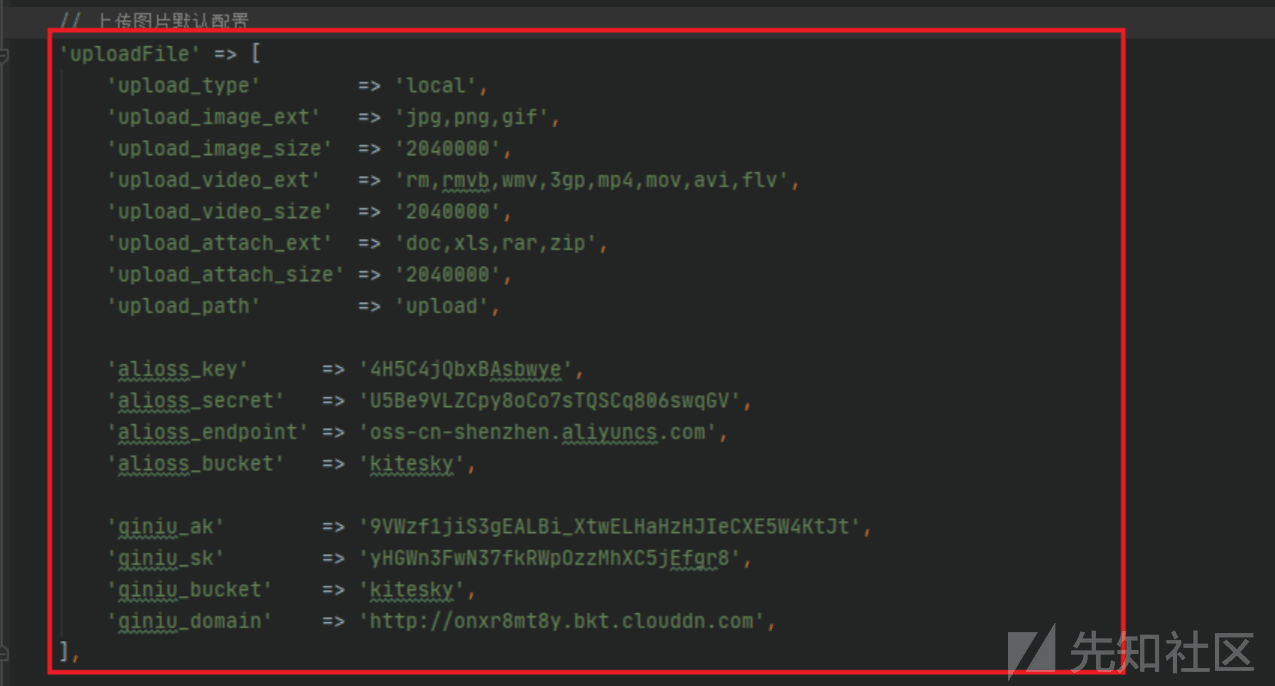 // 上传图片默认配置
'uploadFile' => [
'upload_type' => 'local',
'upload_image_ext' => 'jpg,png,gif',
'upload_image_size' => '2040000',
'upload_video_ext' => 'rm,rmvb,wmv,3gp,mp4,mov,avi,flv',
'upload_video_size' => '2040000',
'upload_attach_ext' => 'doc,xls,rar,zip',
'upload_attach_size' => '2040000',
'upload_path' => 'upload',
'alioss_key' => '4H5C4jQbxBAsbwye',
'alioss_secret' => 'U5Be9VLZCpy8oCo7sTQSCq806swqGV',
'alioss_endpoint' => 'oss-cn-shenzhen.aliyuncs.com',
'alioss_bucket' => 'kitesky',
'qiniu_ak' => '9VWzf1jiS3gEALBi_XtwELHaHzHJIeCXE5W4KtJt',
'qiniu_sk' => 'yHGWn3FwN37fkRWpOzzMhXC5jEfgr8',
'qiniu_bucket' => 'kitesky',
'qiniu_domain' => 'http://onxr8mt8y.bkt.clouddn.com',
],
先知社区